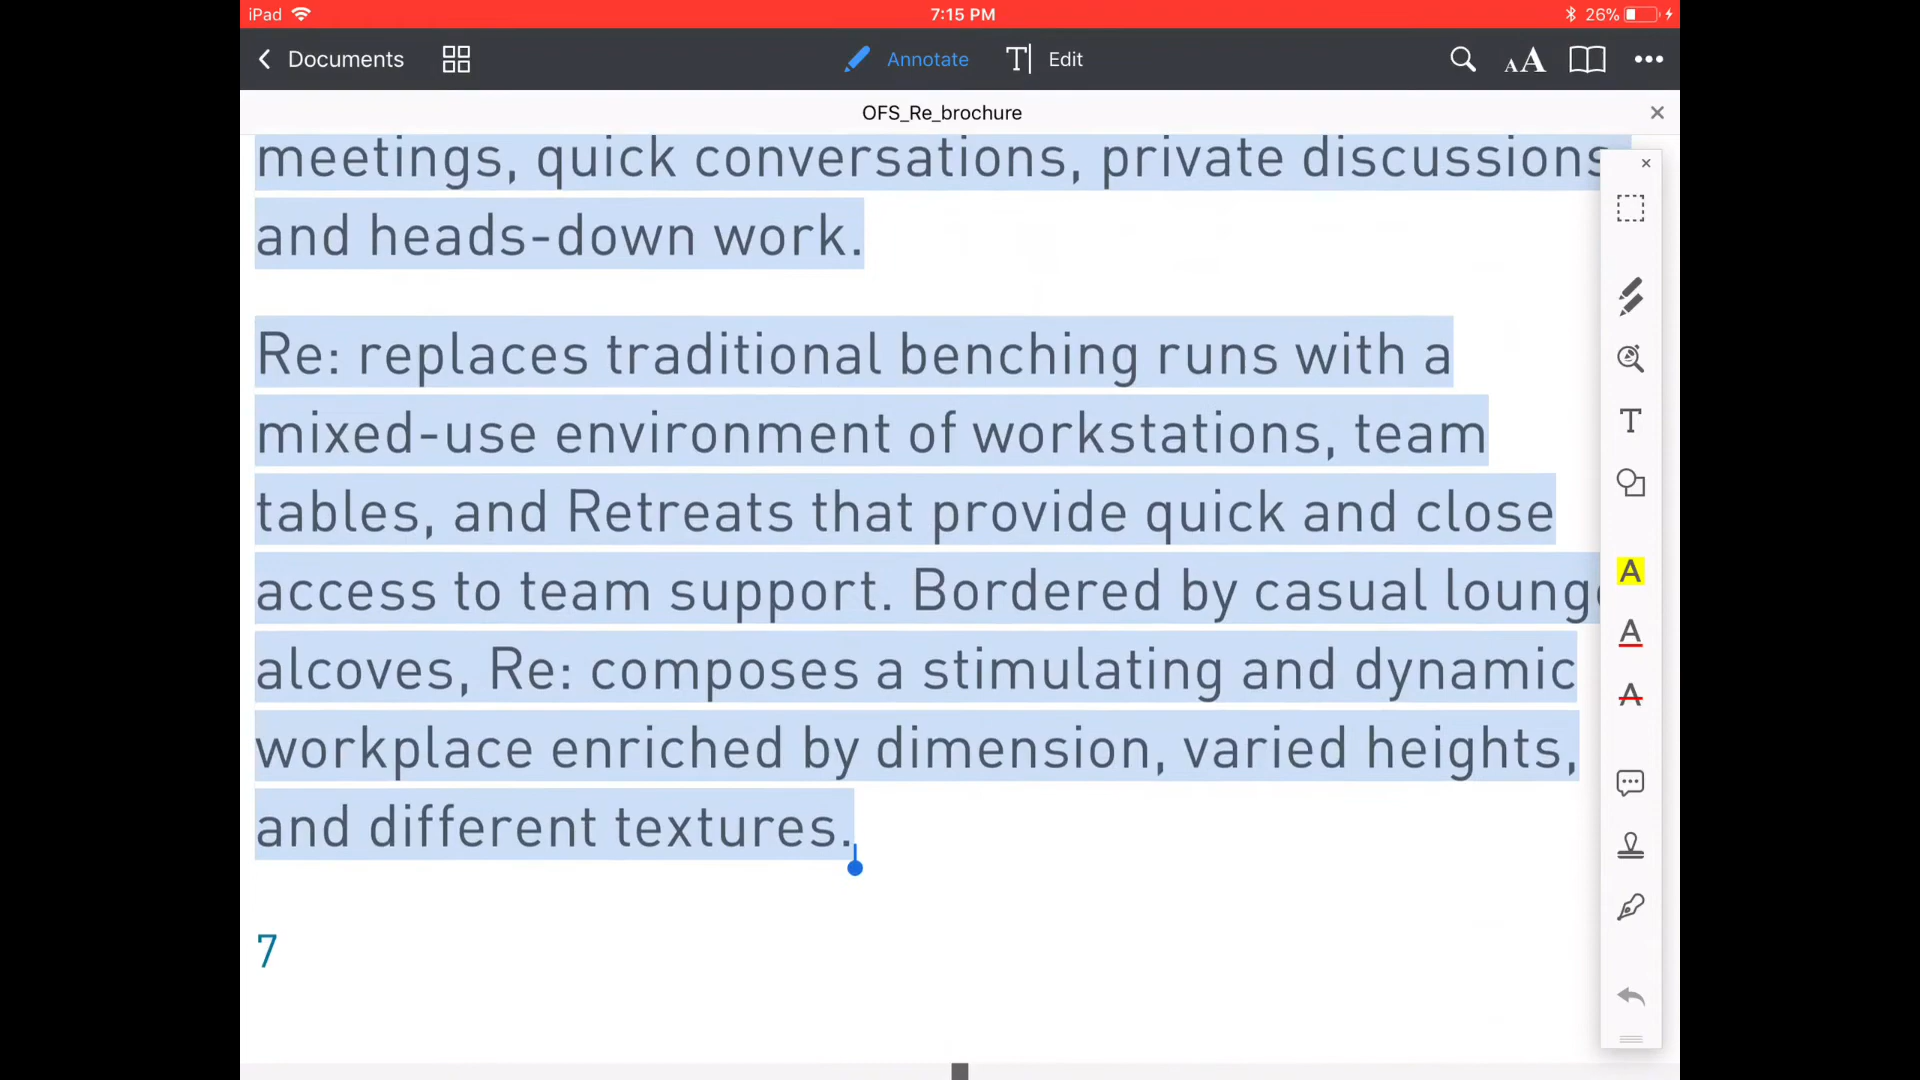 iPad
7:15 PM
26%
Documents
Annotate
T Edit
AA
OFS_Re_brochure
meetings, quick conversations, private discussions
and heads-down work.
Re: replaces traditional benching runs with a
mixed-use environment of workstations, team
tables, and Retreats that provide quick and close
access to team support. Bordered by casual lounge
alcoves, Re: composes a stimulating and dynamic
workplace enriched by dimension, varied heights,
and different textures.
7
T
A
A
A